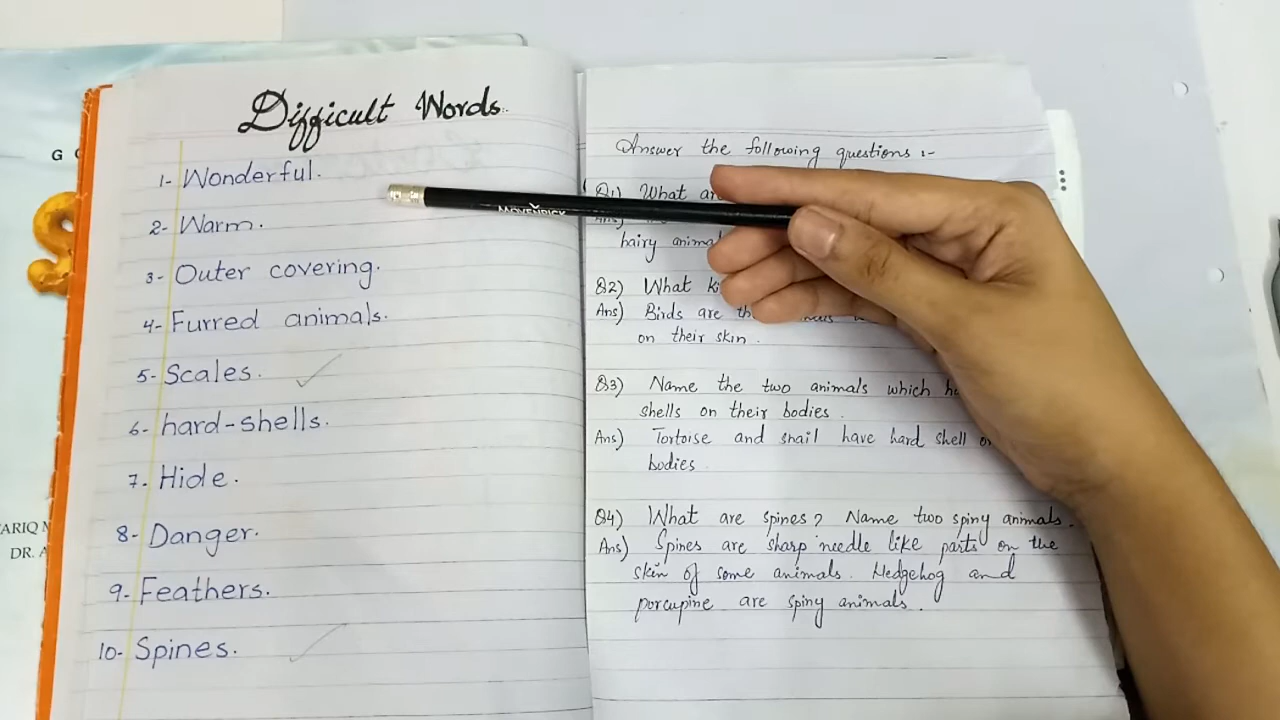 Difficult Words.
1- Wonderful.
2- Warm.
3- Outer covering.
4- Furred animals.
5- Scales.
6- hard-shells.
7- Hide.
8- Danger.
9- Feathers.
10- Spines.
Answer the following questions :-
Q1) What
Ans)
hairy
Q2) What
Ans) Birds are
on their skin.
Q3) Name the two animals which
shells on their bodies.
Ans) Tortoise and snail have hard shell
bodies.
Q4) What are spines? Name two spiny animals.
Ans) Spines are sharp needle like parts on the
skin of some animals. Hedgehog and
porcupine are spiny animals.
MOVENPICK
G
DR. A